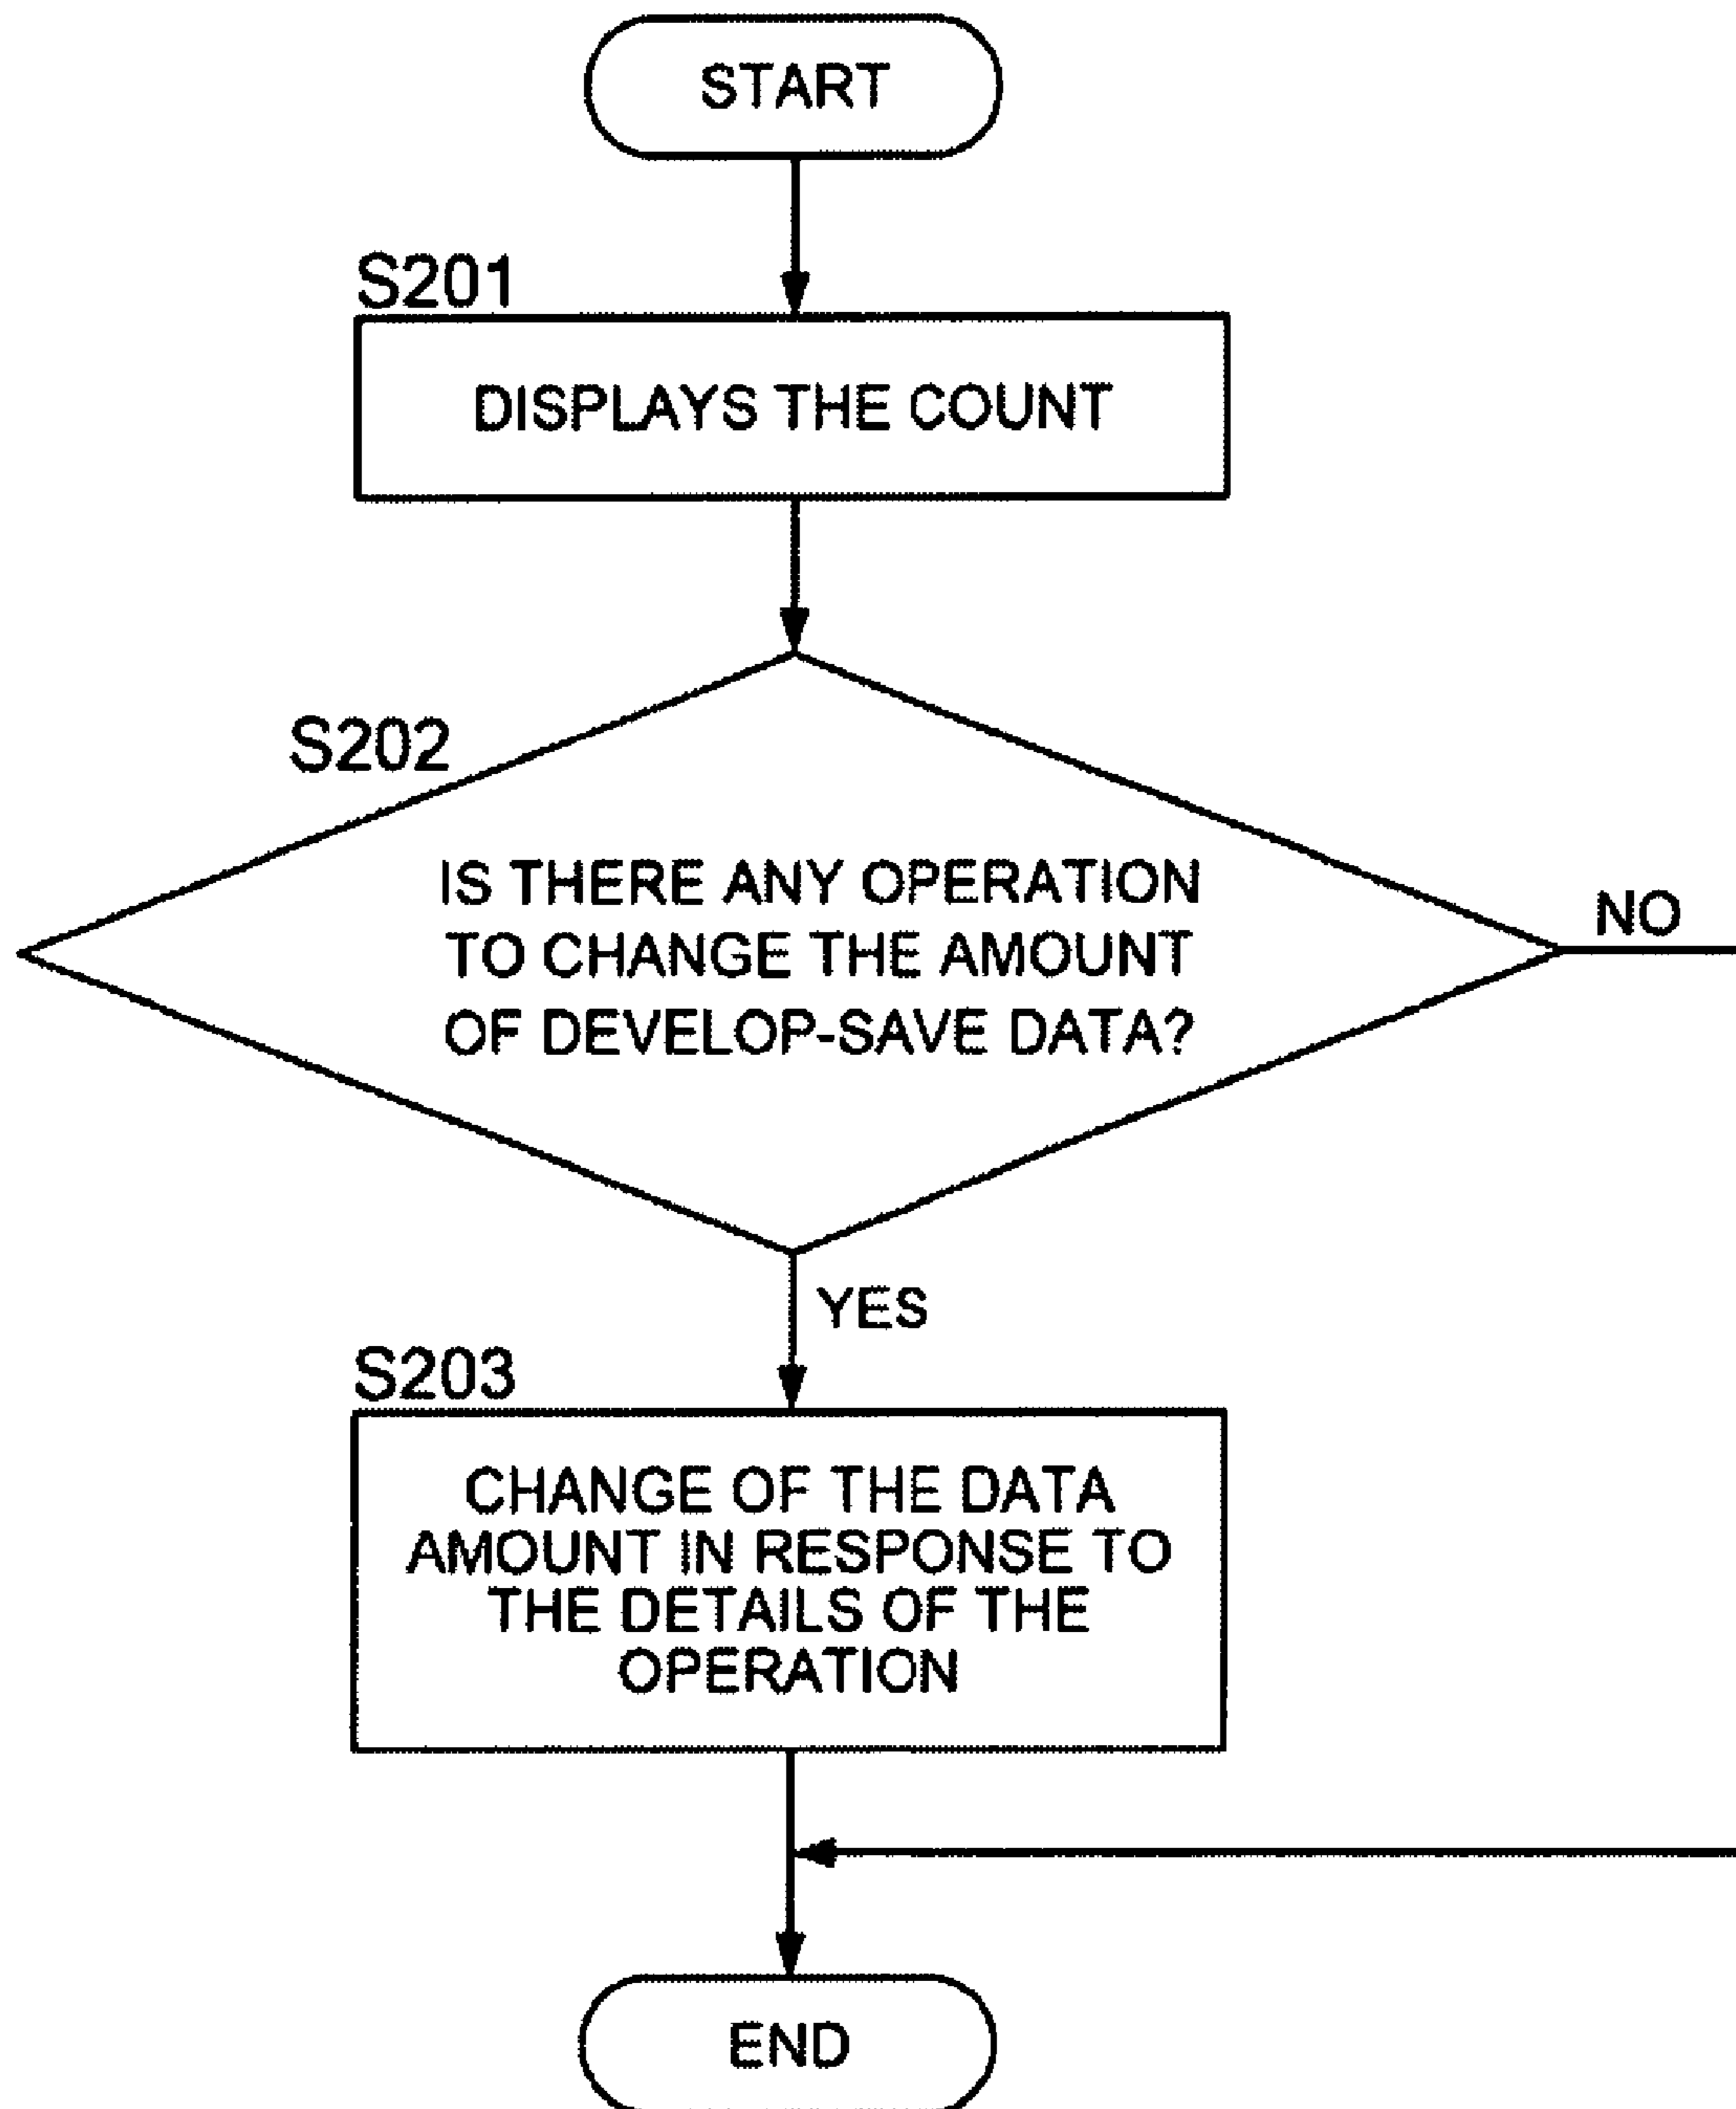 START
S201
DISPLAYS THE COUNT
S202
IS THERE ANY OPERATION
TO CHANGE THE AMOUNT
OF DEVELOP-SAVE DATA?
NO
YES
S203
CHANGE OF THE DATA
AMOUNT IN RESPONSE TO
THE DETAILS OF THE
OPERATION
END